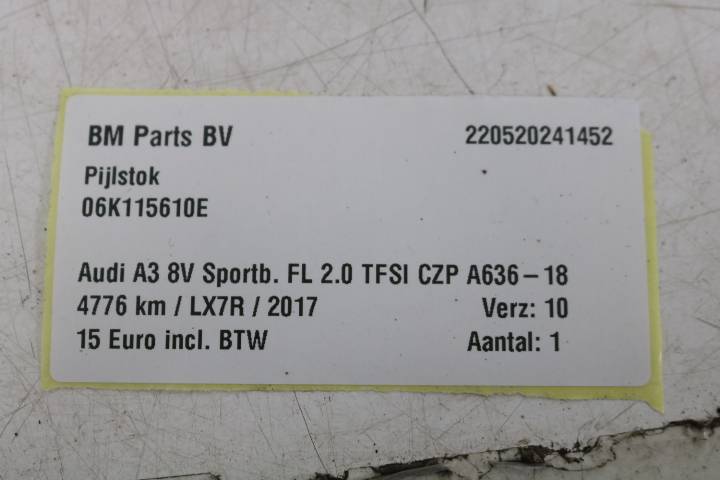 BM Parts BV 220520241452
Pijlstok
06K115610E
Audi A3 8V Sportb. FL 2.0 TFSI CZP A636-18
4776 km / LX7R / 2017 Verz: 10
15 Euro incl. BTW Aantal: 1